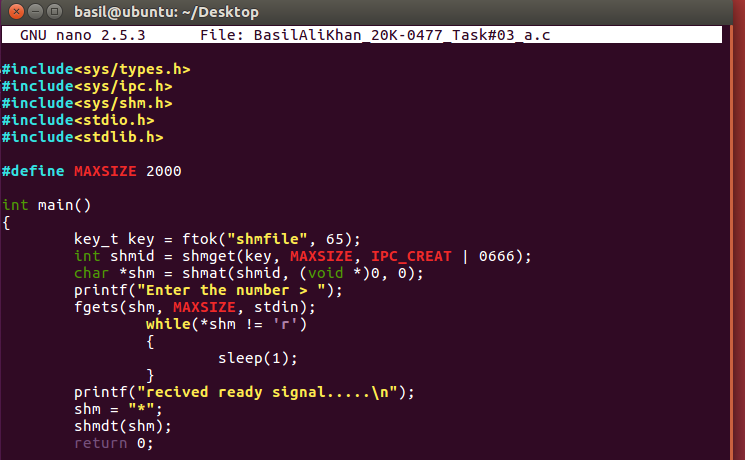 basil@ubuntu: ~/Desktop
GNU nano 2.5.3 File: BasilAliKhan_20K-0477_Task#03_a.c
#include<sys/types.h>
#include<sys/ipc.h>
#include<sys/shm.h>
#include<stdio.h>
#include<stdlib.h>
#define MAXSIZE 2000
int main()
{
key_t key = ftok("shmfile", 65);
int shmid = shmget(key, MAXSIZE, IPC_CREAT | 0666);
char *shm = shmat(shmid, (void *)0, 0);
printf("Enter the number > ");
fgets(shm, MAXSIZE, stdin);
while(*shm != 'r')
{
sleep(1);
}
printf("recived ready signal.....\n");
shm = "*";
shmdt(shm);
return 0;